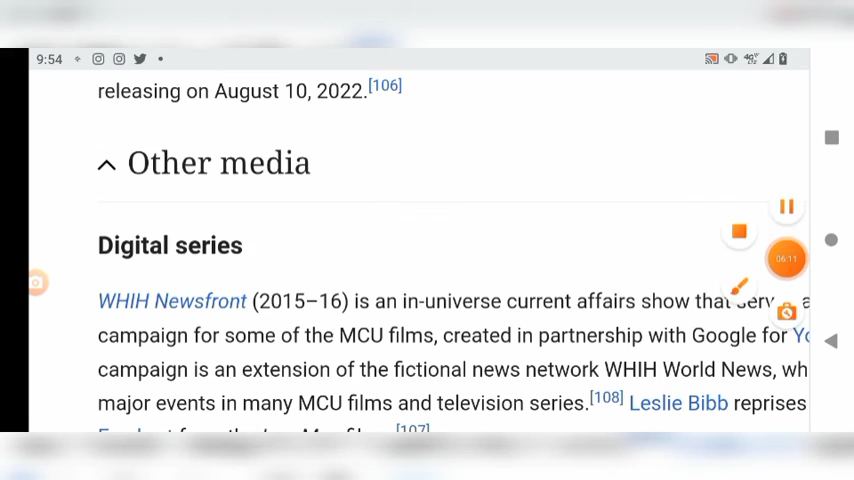 9:54
releasing on August 10, 2022.[106]
Other media
Digital series
06:11
WHIH Newsfront (2015–16) is an in-universe current affairs show that
campaign for some of the MCU films, created in partnership with Google for
campaign is an extension of the fictional news network WHIH World News,
major events in many MCU films and television series.[108] Leslie Bibb reprises
[107]